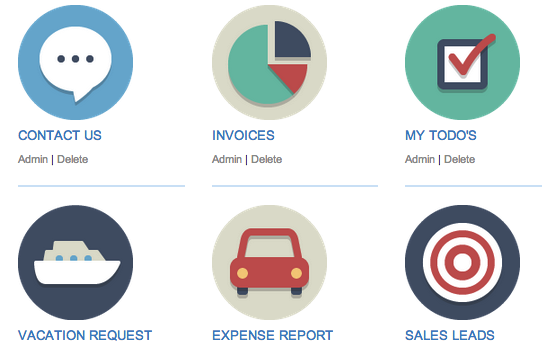 CONTACT US
INVOICES
MY TODO'S
Admin | Delete
Admin | Delete
Admin | Delete
VACATION REQUEST
EXPENSE REPORT
SALES LEADS